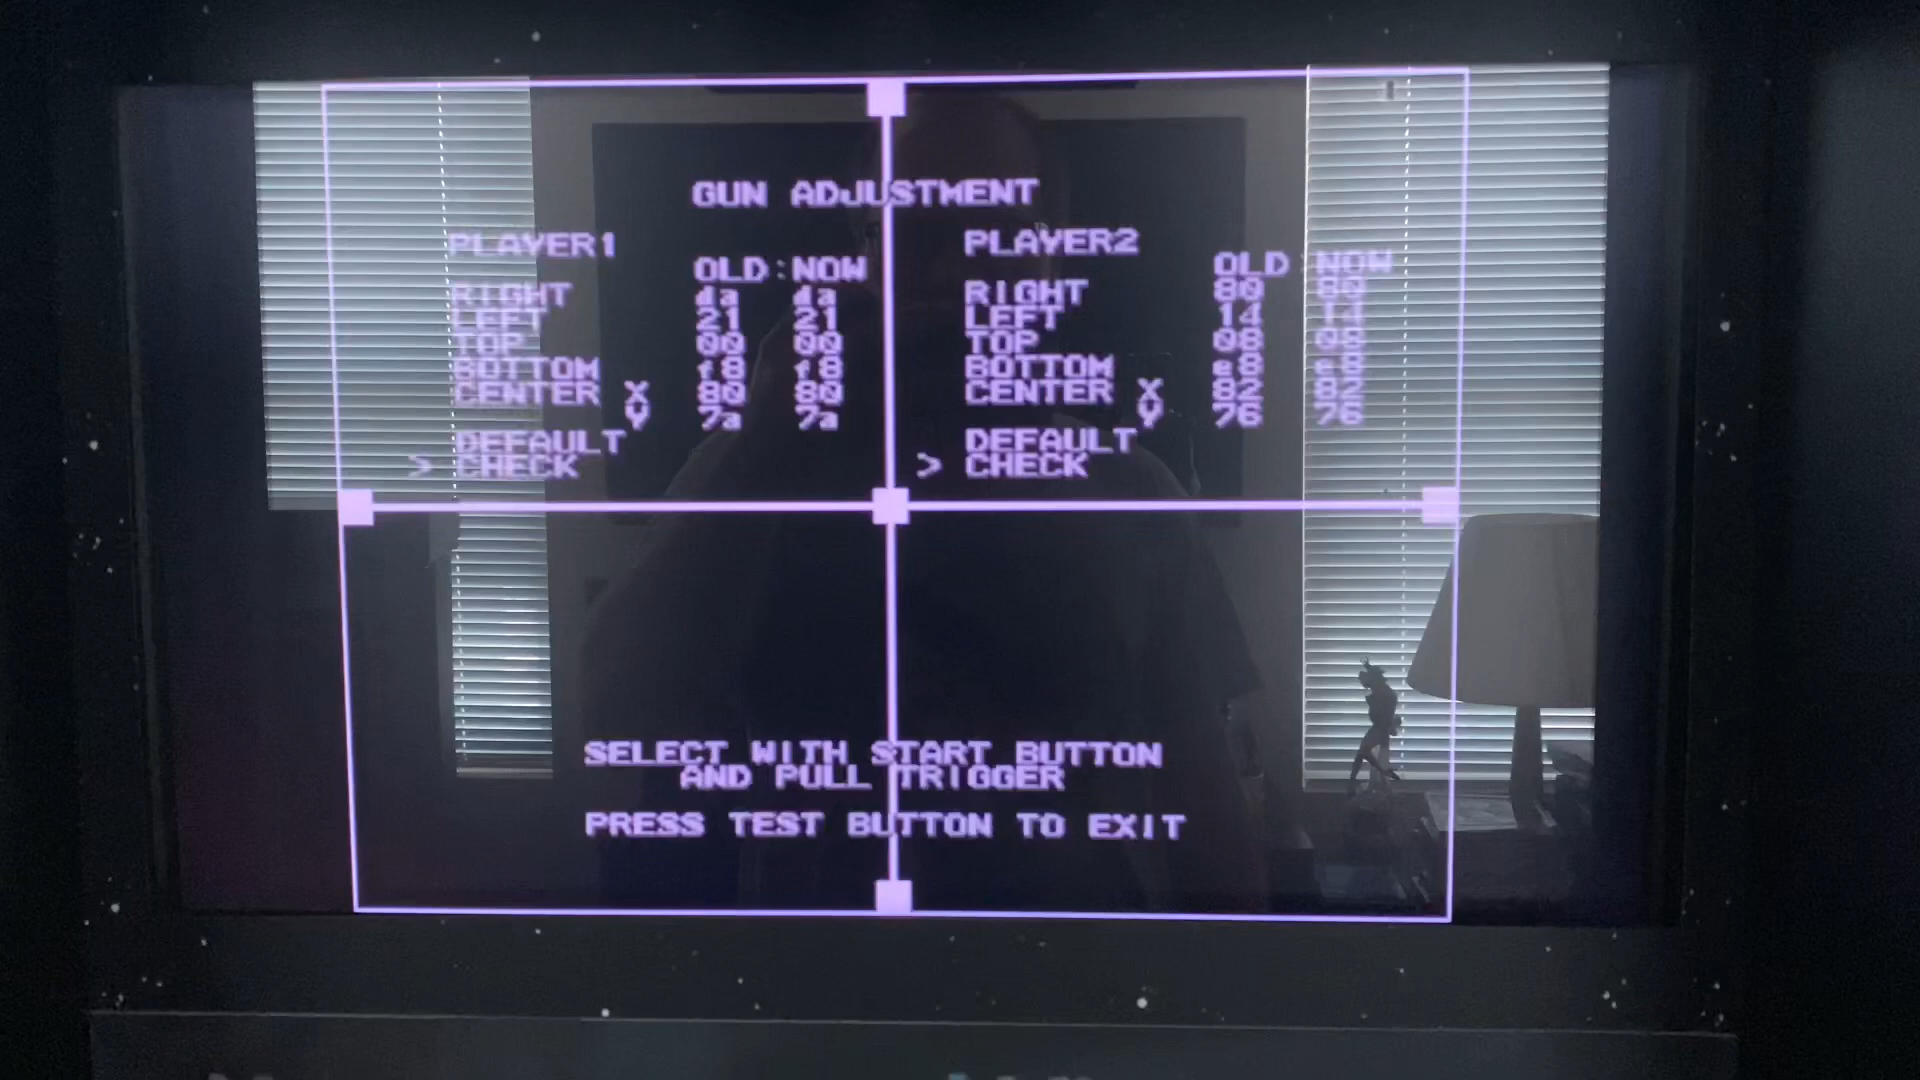 GUN ADJUSTMENT
PLAYER1
OLD:NOW
RIGHT da da
LEFT 21 21
TOP 00 00
BOTTOM f8 f8
CENTER X 80 80
Y 7a 7a
DEFAULT
> CHECK
PLAYER2
OLD:NOW
RIGHT 80 80
LEFT 14 14
TOP 08 08
BOTTOM e8 e8
CENTER X 82 82
Y 76 76
DEFAULT
> CHECK
SELECT WITH START BUTTON
AND PULL TRIGGER
PRESS TEST BUTTON TO EXIT